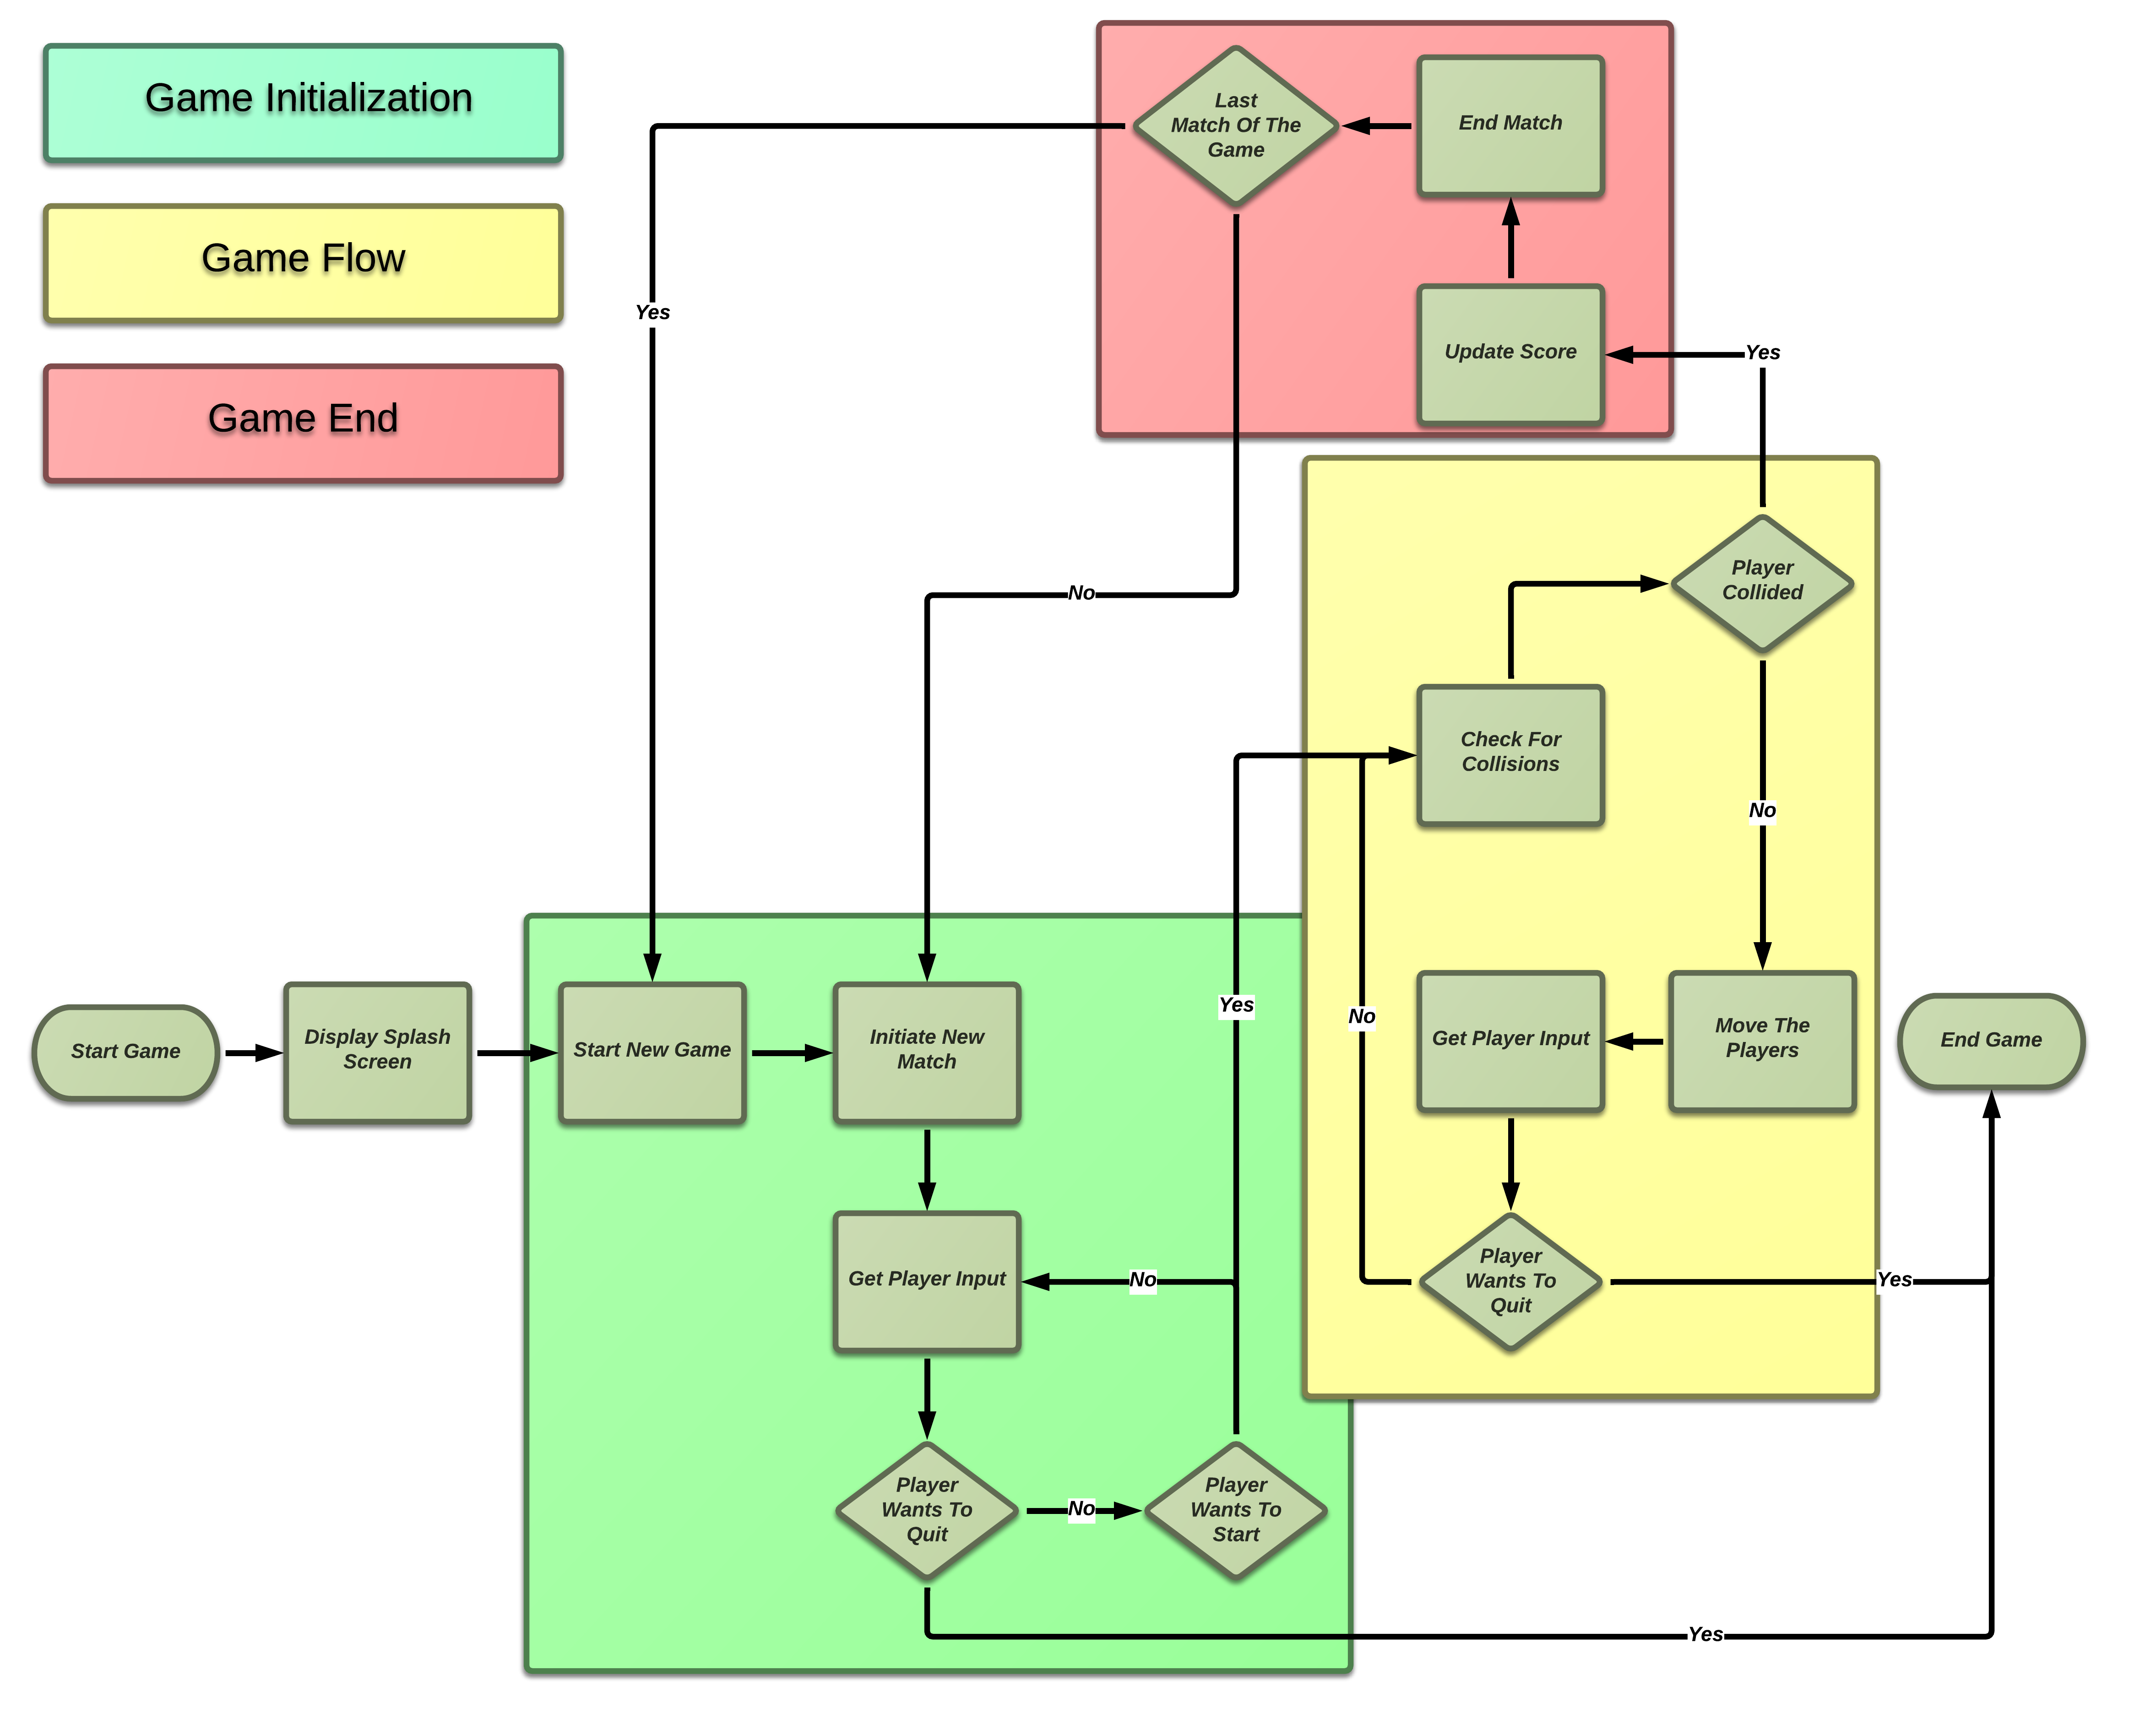 Game Initialization
Game Flow
Game End
Last
Match Of The
Game
End Match
Yes
Update Score
Yes
No
Player
Collided
Check For
Collisions
No
Yes
No
Start Game
Display Splash
Screen
Start New Game
Initiate New
Match
Get Player Input
Move The
Players
End Game
Get Player Input
No
Player
Wants To
Quit
Yes
Player
Wants To
Quit
No
Player
Wants To
Start
Yes